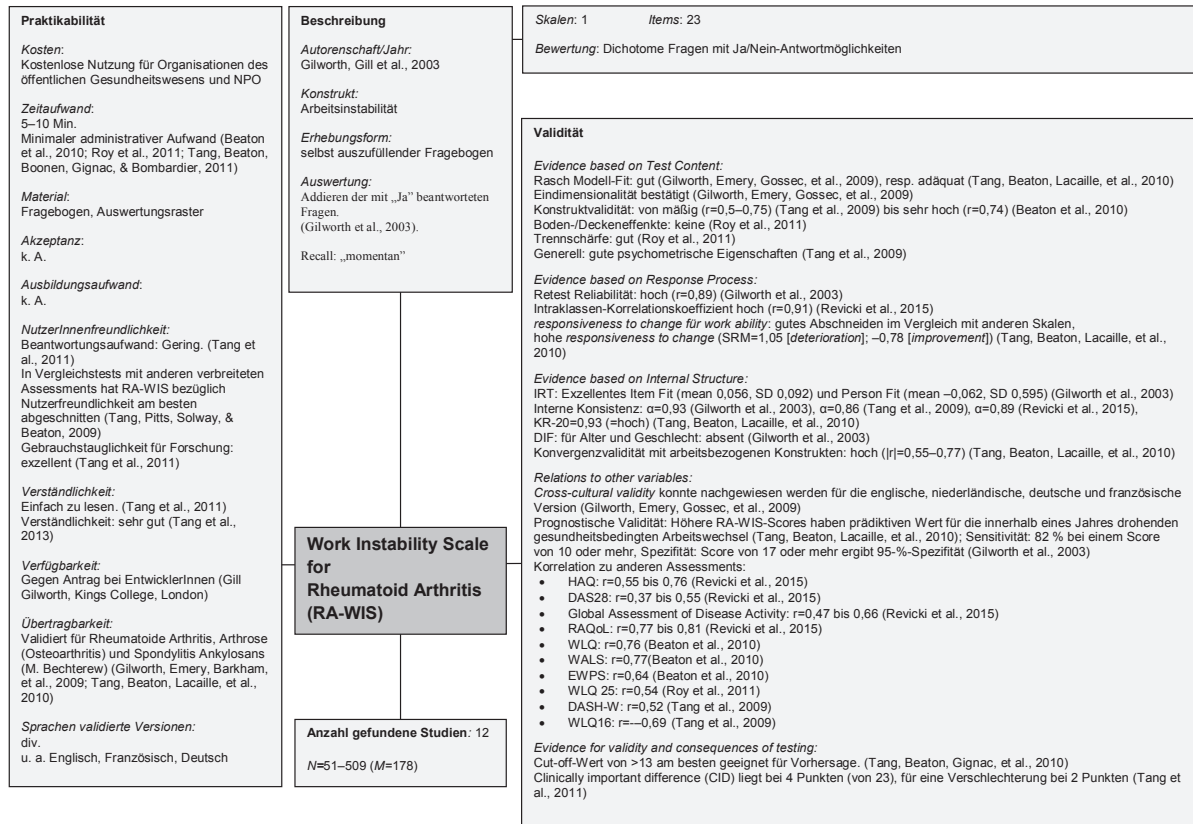 Praktikabilität
Kosten:
Kostenlose Nutzung für Organisationen des
öffentlichen Gesundheitswesens und NPO
Zeitaufwand:
5–10 Min.
Minimaler administrativer Aufwand (Beaton
et al., 2010; Roy et al., 2011; Tang, Beaton,
Boonen, Gignac, & Bombardier, 2011)
Material:
Fragebogen, Auswertungsraster
Akzeptanz:
k. A.
Ausbildungsaufwand:
k. A.
NutzerInnenfreundlichkeit:
Beantwortungsaufwand: Gering. (Tang et
al., 2011)
In Vergleichstests mit anderen verbreiteten
Assessments hat RA-WIS bezüglich
Nutzerfreundlichkeit am besten
abgeschnitten (Tang, Pitts, Solway, &
Beaton, 2009)
Gebrauchstauglichkeit für Forschung:
exzellent (Tang et al., 2011)
Verständlichkeit:
Einfach zu lesen. (Tang et al., 2011)
Verständlichkeit: sehr gut (Tang et al.,
2013)
Verfügbarkeit:
Gegen Antrag bei EntwicklerInnen (Gill
Gilworth, Kings College, London)
Übertragbarkeit:
Validiert für Rheumatoide Arthritis, Arthrose
(Osteoarthritis) und Spondylitis Ankylosans
(M. Bechterew) (Gilworth, Emery, Barkham,
et al., 2009; Tang, Beaton, Lacaille, et al.,
2010)
Sprachen validierte Versionen:
div.
u. a. Englisch, Französisch, Deutsch
Beschreibung
Autorenschaft/Jahr:
Gilworth, Gill et al., 2003
Konstrukt:
Arbeitsinstabilität
Erhebungsform:
selbst auszufüllender Fragebogen
Auswertung:
Addieren der mit „Ja” beantworteten
Fragen.
(Gilworth et al., 2003).
Recall: „momentan”
Work Instability Scale
for
Rheumatoid Arthritis
(RA-WIS)
Anzahl gefundene Studien: 12
N=51–509 (M=178)
Skalen: 1 Items: 23
Bewertung: Dichotome Fragen mit Ja/Nein-Antwortmöglichkeiten
Validität
Evidence based on Test Content:
Rasch Modell-Fit: gut (Gilworth, Emery, Gossec, et al., 2009), resp. adäquat (Tang, Beaton, Lacaille, et al., 2010)
Eindimensionalität bestätigt (Gilworth, Emery, Gossec, et al., 2009)
Konstruktvalidität: von mäßig (r=0,5–0,75) (Tang et al., 2009) bis sehr hoch (r=0,74) (Beaton et al., 2010)
Boden-/Deckeneffenkte: keine (Roy et al., 2011)
Trennschärfe: gut (Roy et al., 2011)
Generell: gute psychometrische Eigenschaften (Tang et al., 2009)
Evidence based on Response Process:
Retest Reliabilität: hoch (r=0,89) (Gilworth et al., 2003)
Intraklassen-Korrelationskoeffizient hoch (r=0,91) (Revicki et al., 2015)
responsiveness to change für work ability: gutes Abschneiden im Vergleich mit anderen Skalen,
hohe responsiveness to change (SRM=1,05 [deterioration]; –0,78 [improvement]) (Tang, Beaton, Lacaille, et al.,
2010)
Evidence based on Internal Structure:
IRT: Exzellentes Item Fit (mean 0,056, SD 0,092) und Person Fit (mean –0,062, SD 0,595) (Gilworth et al., 2003)
Interne Konsistenz: α=0,93 (Gilworth et al., 2003), α=0,86 (Tang et al., 2009), α=0,89 (Revicki et al., 2015),
KR-20=0,93 (=hoch) (Tang, Beaton, Lacaille, et al., 2010)
DIF: für Alter und Geschlecht: absent (Gilworth et al., 2003)
Konvergenzvalidität mit arbeitsbezogenen Konstrukten: hoch (|r|=0,55–0,77) (Tang, Beaton, Lacaille, et al., 2010)
Relations to other variables:
Cross-cultural validity konnte nachgewiesen werden für die englische, niederländische, deutsche und französische
Version (Gilworth, Emery, Gossec, et al., 2009)
Prognostische Validität: Höhere RA-WIS-Scores haben prädiktiven Wert für die innerhalb eines Jahres drohenden
gesundheitsbedingten Arbeitswechsel (Tang, Beaton, Lacaille, et al., 2010); Sensitivität: 82 % bei einem Score
von 10 oder mehr, Spezifität: Score von 17 oder mehr ergibt 95-%-Spezifität (Gilworth et al., 2003)
Korrelation zu anderen Assessments:
• HAQ: r=0,55 bis 0,76 (Revicki et al., 2015)
• DAS28: r=0,37 bis 0,55 (Revicki et al., 2015)
• Global Assessment of Disease Activity: r=0,47 bis 0,66 (Revicki et al., 2015)
• RAQoL: r=0,77 bis 0,81 (Revicki et al., 2015)
• WLQ: r=0,76 (Beaton et al., 2010)
• WALS: r=0,77(Beaton et al., 2010)
• EWPS: r=0,64 (Beaton et al., 2010)
• WLQ 25: r=0,54 (Roy et al., 2011)
• DASH-W: r=0,52 (Tang et al., 2009)
• WLQ16: r=-–0,69 (Tang et al., 2009)
Evidence for validity and consequences of testing:
Cut-off-Wert von >13 am besten geeignet für Vorhersage. (Tang, Beaton, Gignac, et al., 2010)
Clinically important difference (CID) liegt bei 4 Punkten (von 23), für eine Verschlechterung bei 2 Punkten (Tang et
al., 2011)